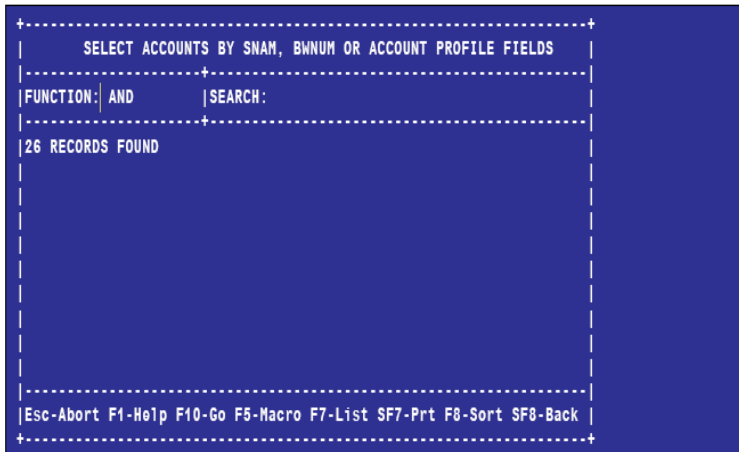 SELECT ACCOUNTS BY SNAM, BWNUM OR ACCOUNT PROFILE FIELDS
FUNCTION: AND SEARCH:
26 RECORDS FOUND
Esc-Abort F1-Help F10-Go F5-Macro F7-List SF7-Prt F8-Sort SF8-Back